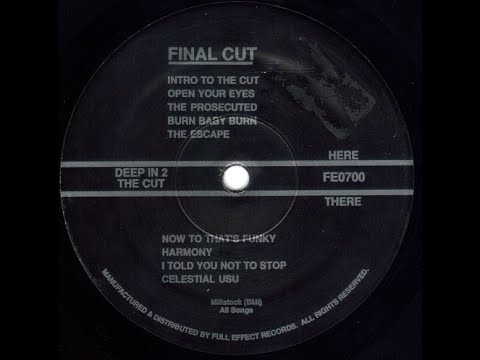 FINAL CUT
INTRO TO THE CUT
OPEN YOUR EYES
THE PROSECUTED
BURN BABY BURN
THE ESCAPE
HERE
DEEP IN 2
THE CUT
FE0700
THERE
NOW TO THAT'S FUNKY
HARMONY
I TOLD YOU NOT TO STOP
CELESTIAL USU
Millstock (BMI)
All Songs
MANUFACTURED & DISTRIBUTED BY FULL EFFECT RECORDS. ALL RIGHTS RESERVED.